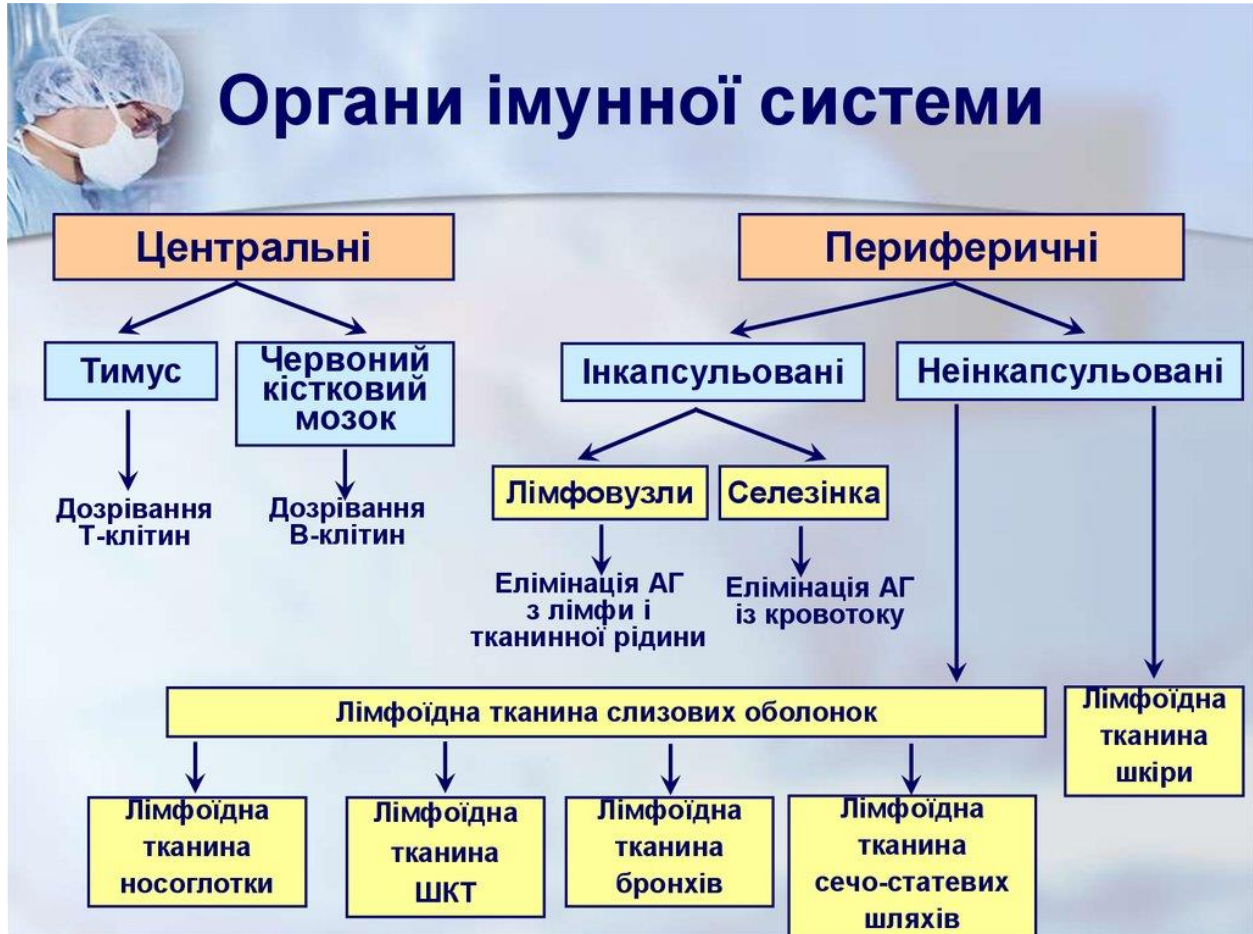 Органи імунної системи
Центральні
Периферичні
Тимус
Червоний
кістковий
мозок
Інкапсульовані
Неінкапсульовані
Дозрівання
Т-клітин
Дозрівання
В-клітин
Лімфовузли
Селезінка
Елімінація АГ
з лімфи і
тканинної рідини
Елімінація АГ
із кровотоку
Лімфоїдна тканина слизових оболонок
Лімфоїдна
тканина
шкіри
Лімфоїдна
тканина
носоглотки
Лімфоїдна
тканина
ШКТ
Лімфоїдна
тканина
бронхів
Лімфоїдна
тканина
сечо-статевих
шляхів